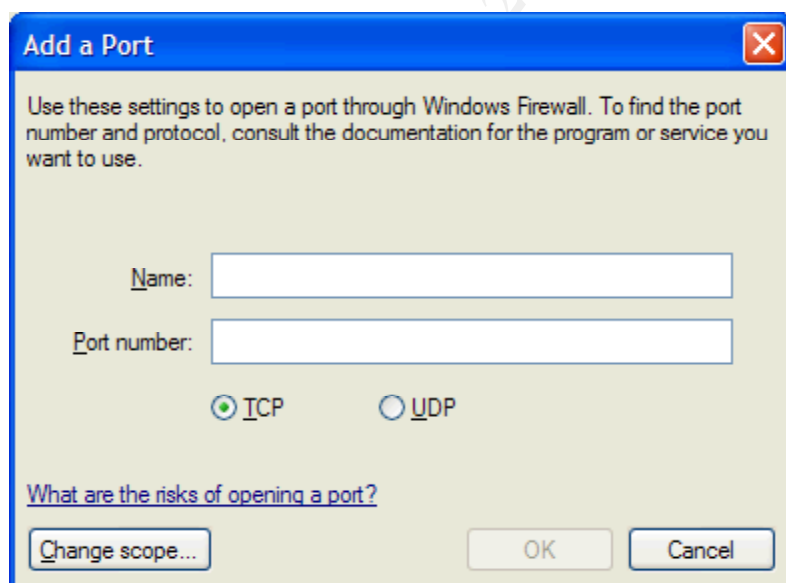 Add a Port
Use these settings to open a port through Windows Firewall. To find the port
number and protocol, consult the documentation for the program or service you
want to use.
Name:
Port number:
TCP UDP
What are the risks of opening a port?
Change scope... OK Cancel